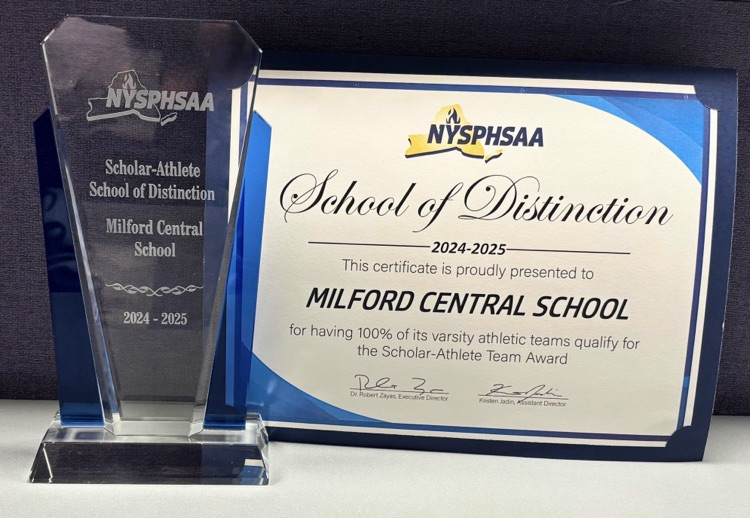 NYSPHSAA
Scholar-Athlete
School of Distinction
Milford Central
School
2024 - 2025
NYSPHSAA
School of Distinction
2024-2025
This certificate is proudly presented to
MILFORD CENTRAL SCHOOL
for having 100% of its varsity athletic teams qualify for
the Scholar-Athlete Team Award
Dr. Robert Zayas, Executive Director
Kristen Jadin, Assistant Director